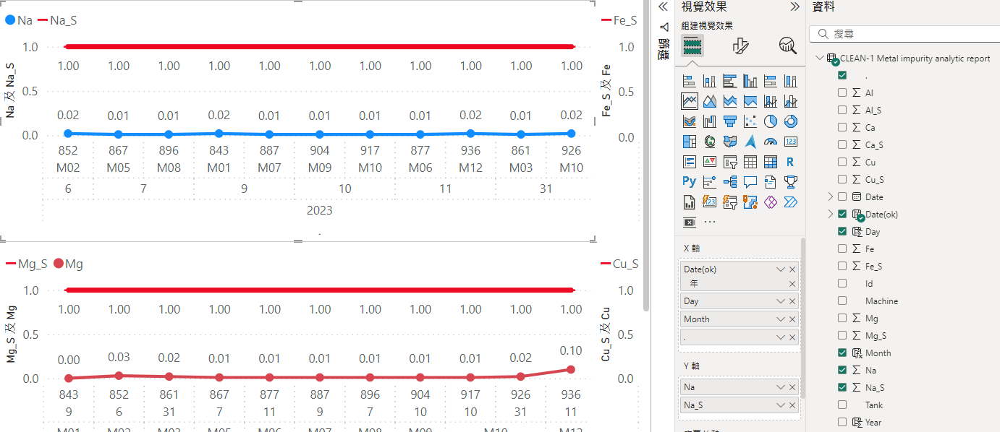 Na Na_S
Na 及 Na_S
1.0
0.5
0.0
1.00 1.00 1.00 1.00 1.00 1.00 1.00 1.00 1.00 1.00 1.00
0.02 0.01 0.01 0.02 0.01 0.01 0.01 0.01 0.02 0.01 0.02
852 867 896 843 887 904 917 877 936 861 926
M02 M05 M08 M01 M07 M09 M10 M06 M12 M03 M10
6 7 9 10 11 31
2023
.
Fe_S
Fe_S 及 Fe
1.0
0.5
0.0
Mg_S Mg
Mg_S 及 Mg
1.0
0.5
0.0
1.00 1.00 1.00 1.00 1.00 1.00 1.00 1.00 1.00 1.00 1.00
0.00 0.03 0.02 0.01 0.01 0.01 0.01 0.01 0.01 0.02 0.10
843 852 861 867 877 887 896 904 917 926 936
9 6 31 7 11 9 7 10 10 31 11
M01 M02 M03 M05 M06 M07 M08 M09 M10 M12
Cu_S
Cu_S 及 Cu
1.0
0.5
0.0
篩選
視覺效果
組建視覺效果
123
R
Py
123
X 軸
Date(ok)
年
Day
Month
.
Y 軸
Na
Na_S
資料
搜尋
CLEAN-1 Metal impurity analytic report
.
Al
Al_S
Ca
Ca_S
Cu
Cu_S
Date
Date(ok)
Day
Fe
Fe_S
Id
Machine
Mg
Mg_S
Month
Na
Na_S
Tank
Year